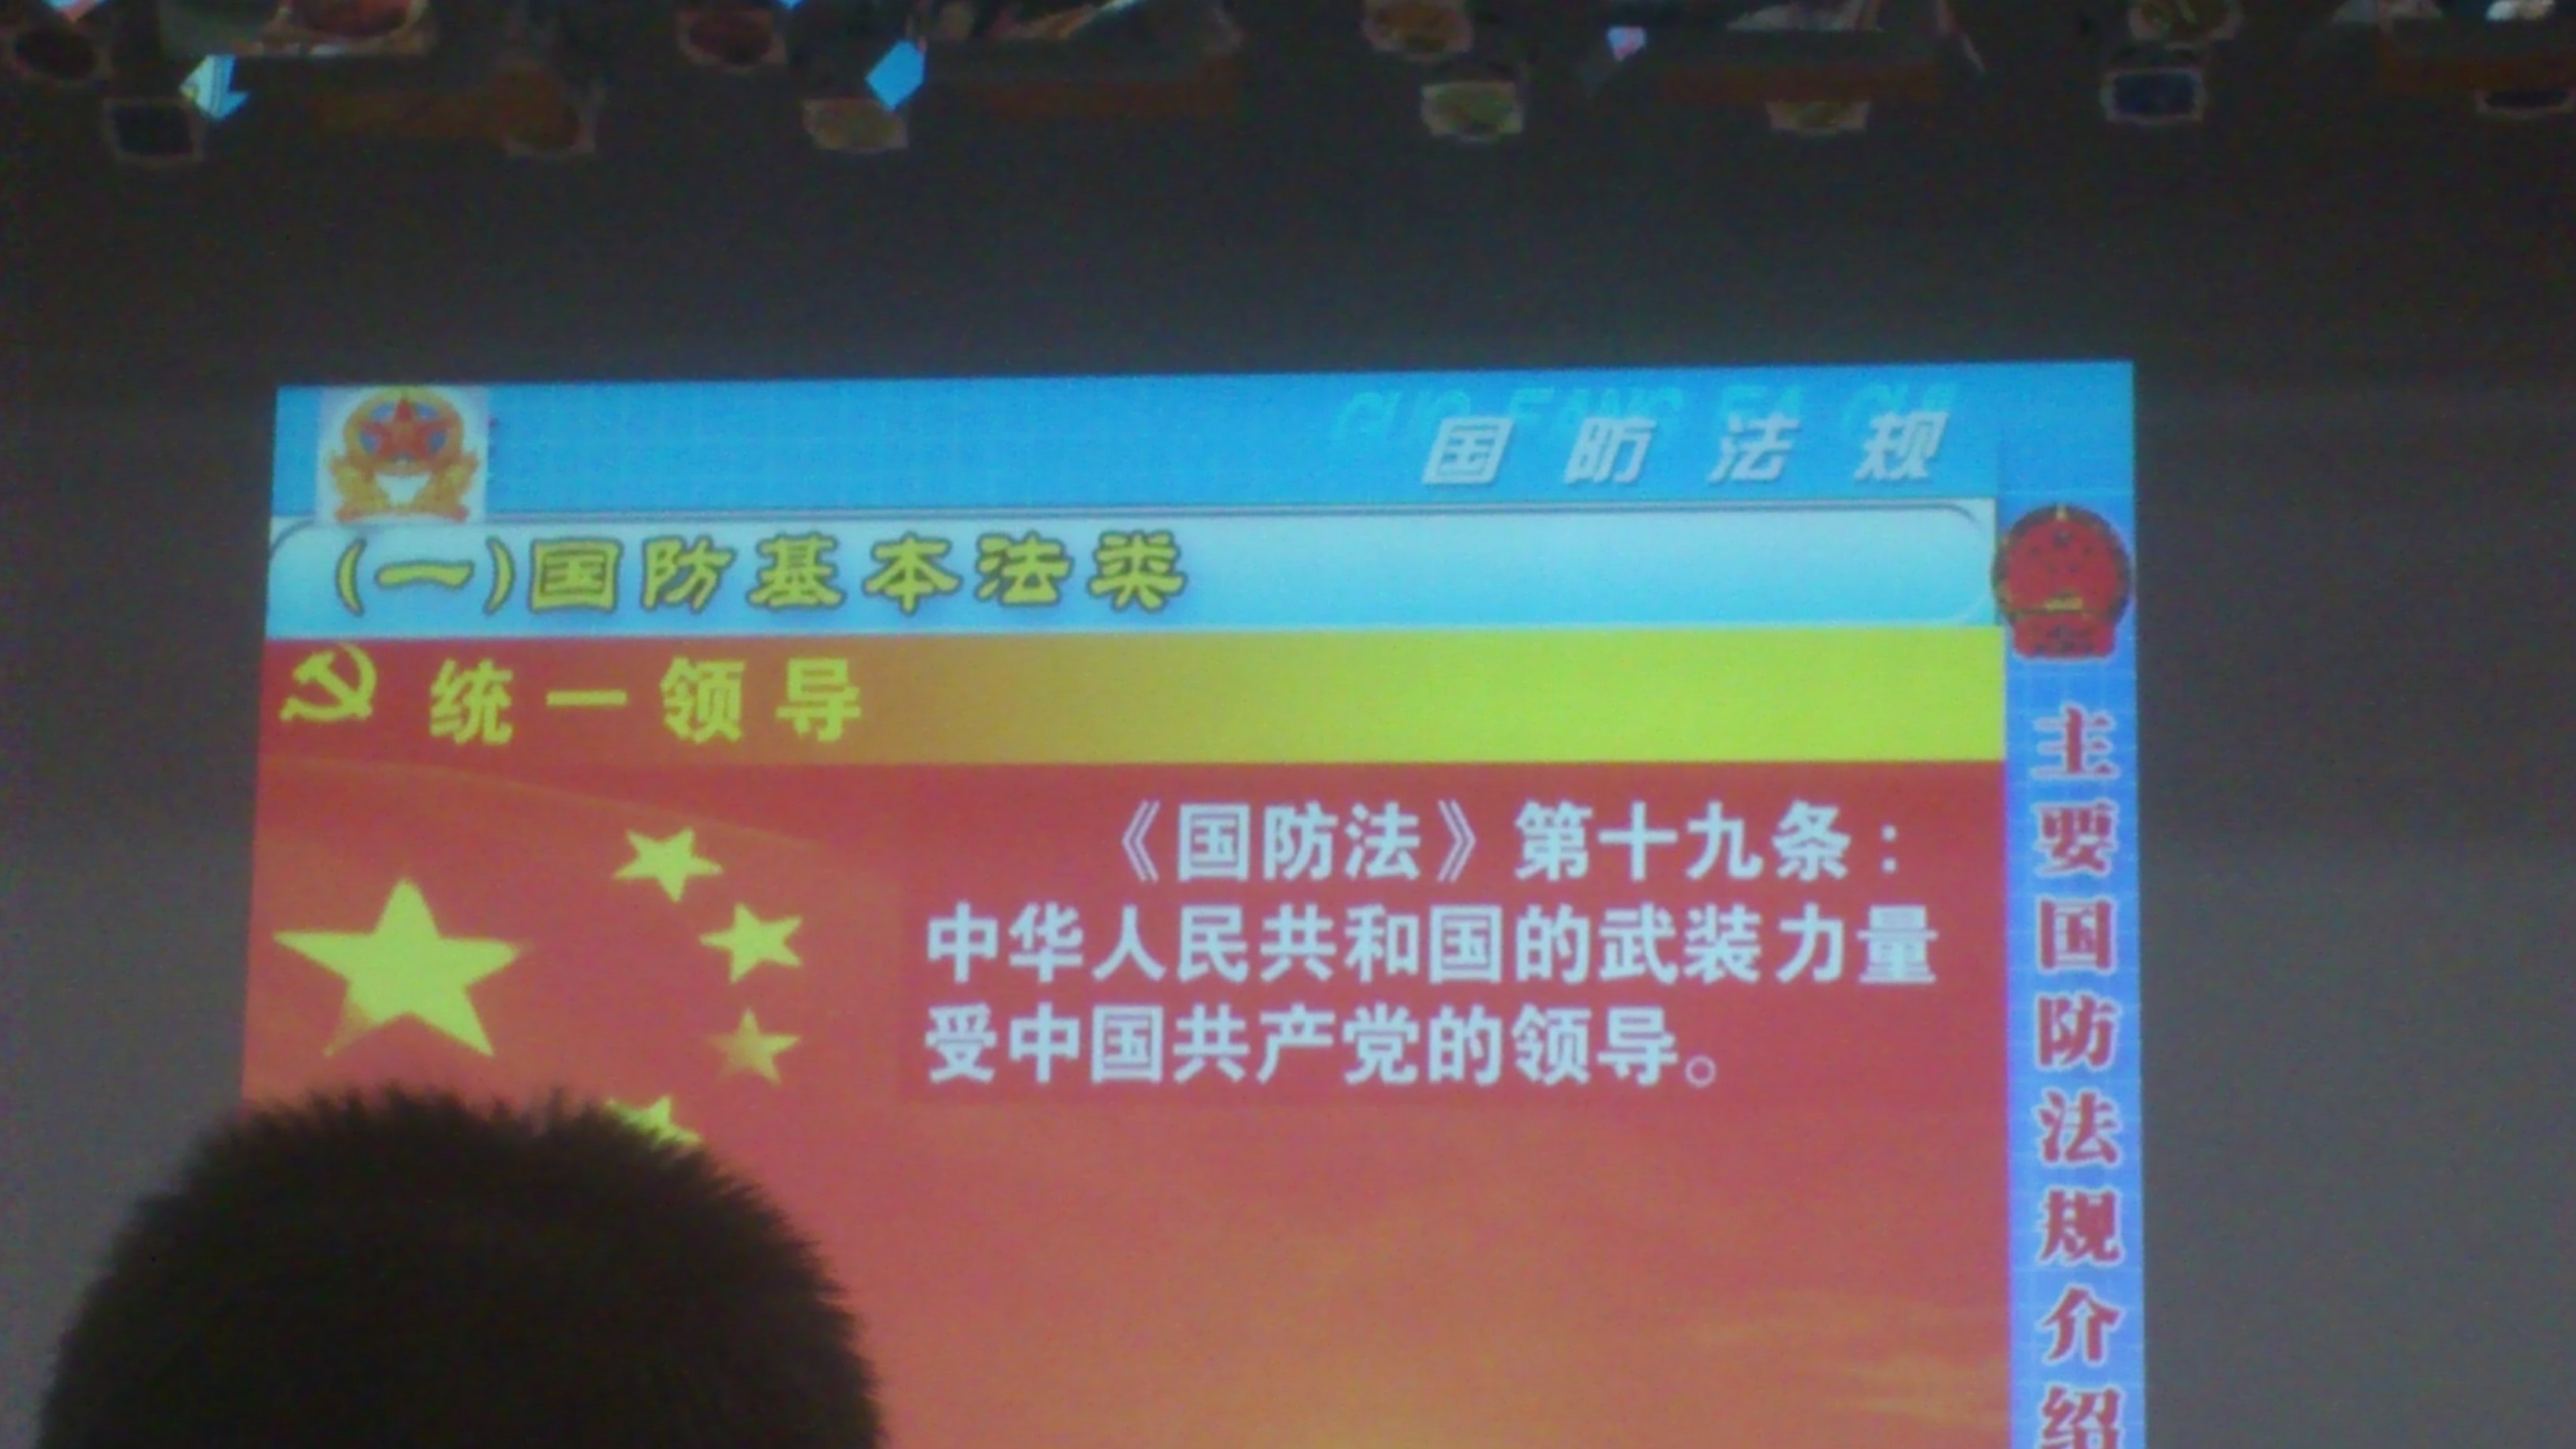 GUO FANG FA GUI
国防法规
(一)国防基本法类
统一领导
《国防法》第十九条：
中华人民共和国的武装力量
受中国共产党的领导。
主要国防法规介绍